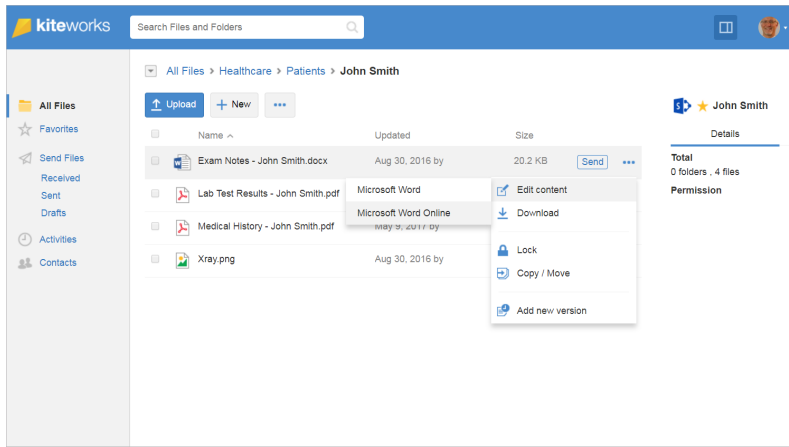 kiteworks
Search Files and Folders
All Files > Healthcare > Patients > John Smith
All Files
Favorites
Send Files
Received
Sent
Drafts
Activities
Contacts
Upload
New
Name
Updated
Size
Exam Notes - John Smith.docx
Aug 30, 2016 by
20.2 KB
Send
Lab Test Results - John Smith.pdf
Medical History - John Smith.pdf
May 9, 2017 by
Xray.png
Aug 30, 2016 by
Microsoft Word
Microsoft Word Online
Edit content
Download
Lock
Copy / Move
Add new version
S
John Smith
Details
Total
0 folders , 4 files
Permission